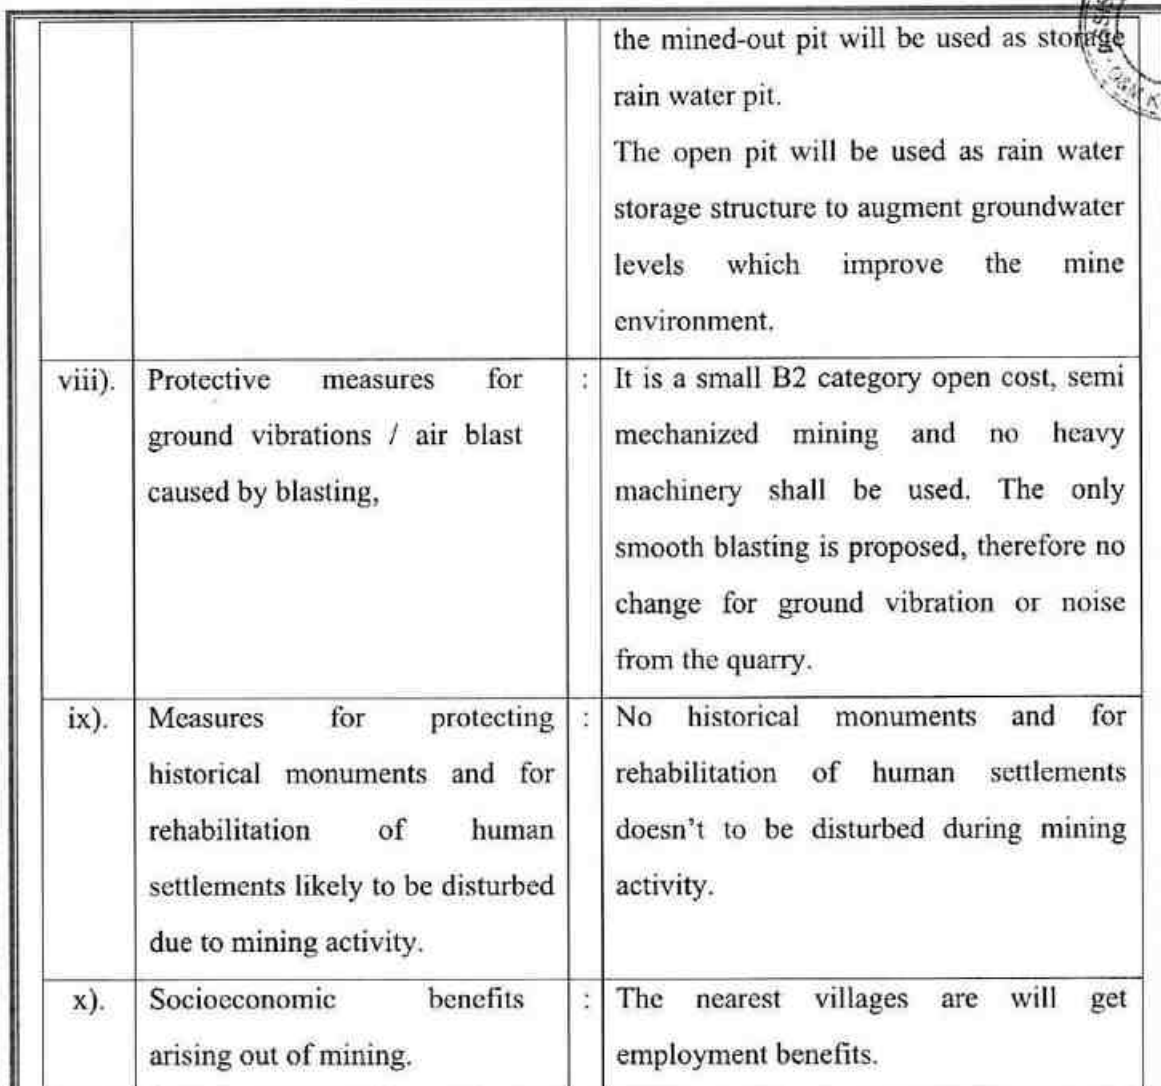 the mined-out pit will be used as storage
rain water pit.
The open pit will be used as rain water
storage structure to augment groundwater
levels which improve the mine
environment.
viii). Protective measures for : It is a small B2 category open cost, semi
ground vibrations / air blast mechanized mining and no heavy
caused by blasting, machinery shall be used. The only
smooth blasting is proposed, therefore no
change for ground vibration or noise
from the quarry.
ix). Measures for protecting : No historical monuments and for
historical monuments and for rehabilitation of human settlements
rehabilitation of human doesn't to be disturbed during mining
settlements likely to be disturbed activity.
due to mining activity.
x). Socioeconomic benefits : The nearest villages are will get
arising out of mining. employment benefits.